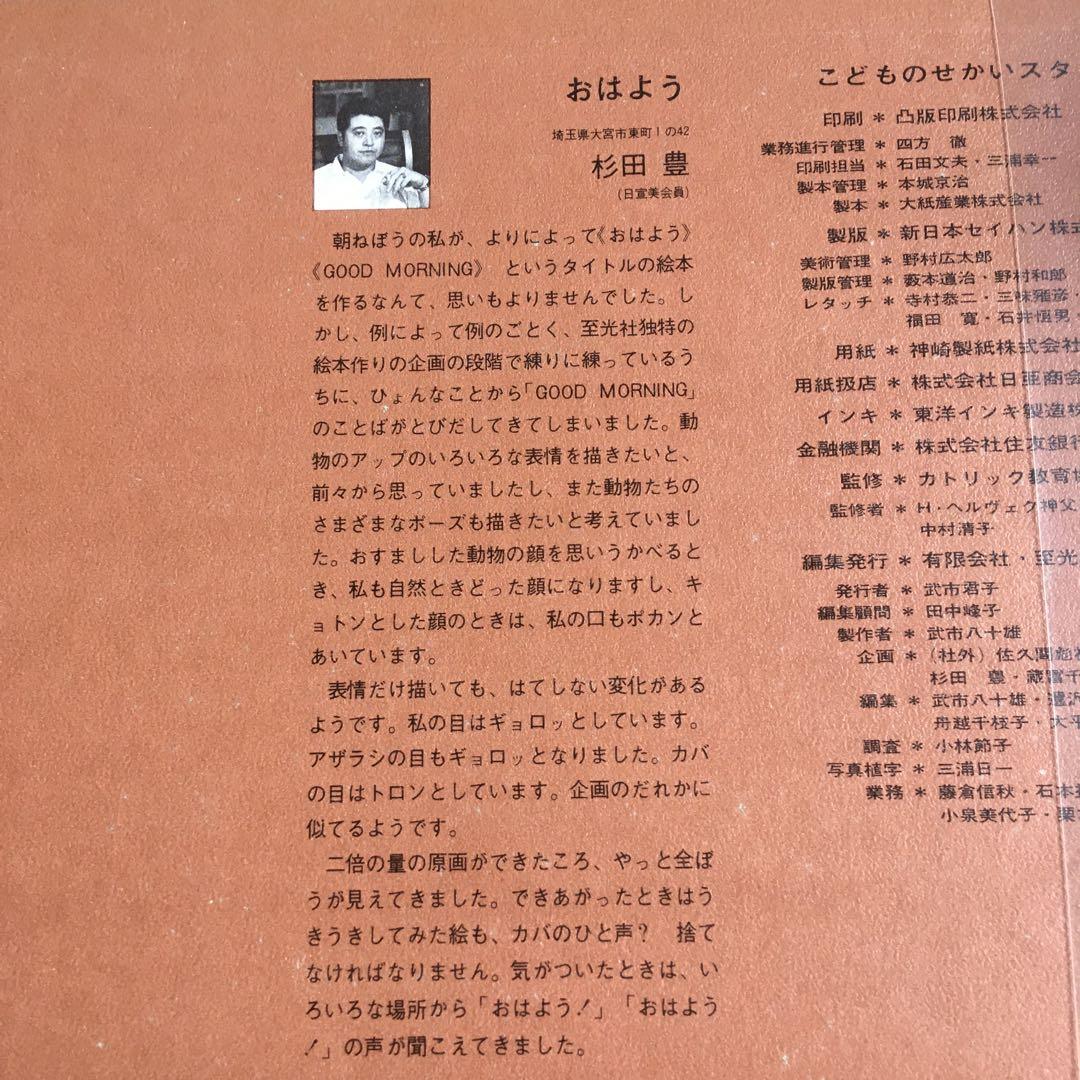 おはよう
埼玉県大宮市東町1の42
杉田 豊
(日宣美会員)
朝ねぼうの私が、よりによって《おはよう》
《GOOD MORNING》 というタイトルの絵本
を作るなんて、思いもよりませんでした。し
かし、例によって例のごとく、至光社独特の
絵本作りの企画の段階で練りに練っているう
ちに、ひょんなことから「GOOD MORNING」
のことばがとびだしてきてしまいました。動
物のアップのいろいろな表情を描きたいと、
前々から思っていましたし、また動物たちの
さまざまなポーズも描きたいと考えていまし
た。おすましした動物の顔を思いうかべると
き、私も自然ときどった顔になりますし、キ
ョトンとした顔のときは、私の口もポカンと
あいています。
表情だけ描いても、はてしない変化がある
ようです。私の目はギョロッとしています。
アザラシの目もギョロッとなりました。カバ
の目はトロンとしています。企画のだれかに
似てるようです。
二倍の量の原画ができたころ、やっと全ぼ
うが見えてきました。できあがったときはう
きうきしてみた絵も、カバのひと声? 捨て
なければなりません。気がついたときは、い
ろいろな場所から「おはよう!」「おはよう
!」の声が聞こえてきました。
こどものせかいスタ
印刷 * 凸版印刷株式会社
業務進行管理 * 四方 徹
印刷担当 * 石田文夫・三浦幸一
製本管理 * 本城京治
製本 * 大紙産業株式会社
製版 * 新日本セイハン株式
美術管理 * 野村広太郎
製版管理 * 薮本道治・野村和郎
レタッチ * 寺村恭二・三味雅彦・
福田 寛・石井恒男
用紙 * 神崎製紙株式会社
用紙扱店 * 株式会社日亜商会
インキ * 東洋インキ製造株
金融機関 * 株式会社住友銀行
監修 * カトリック教育
監修者 * H・ヘルヴェク神父
中村清子
編集発行 * 有限会社・至光
発行者 * 武市君子
編集顧問 * 田中峰子
製作者 * 武市八十雄
企画 * (社外) 佐久間彪
杉田 豊・蔵冨千
編集 * 武市八十雄・遣沢
舟越千枝子・大平
調査 * 小林節子
写真植字 * 三浦日一
業務 * 藤倉信秋・石本
小泉美代子・栗